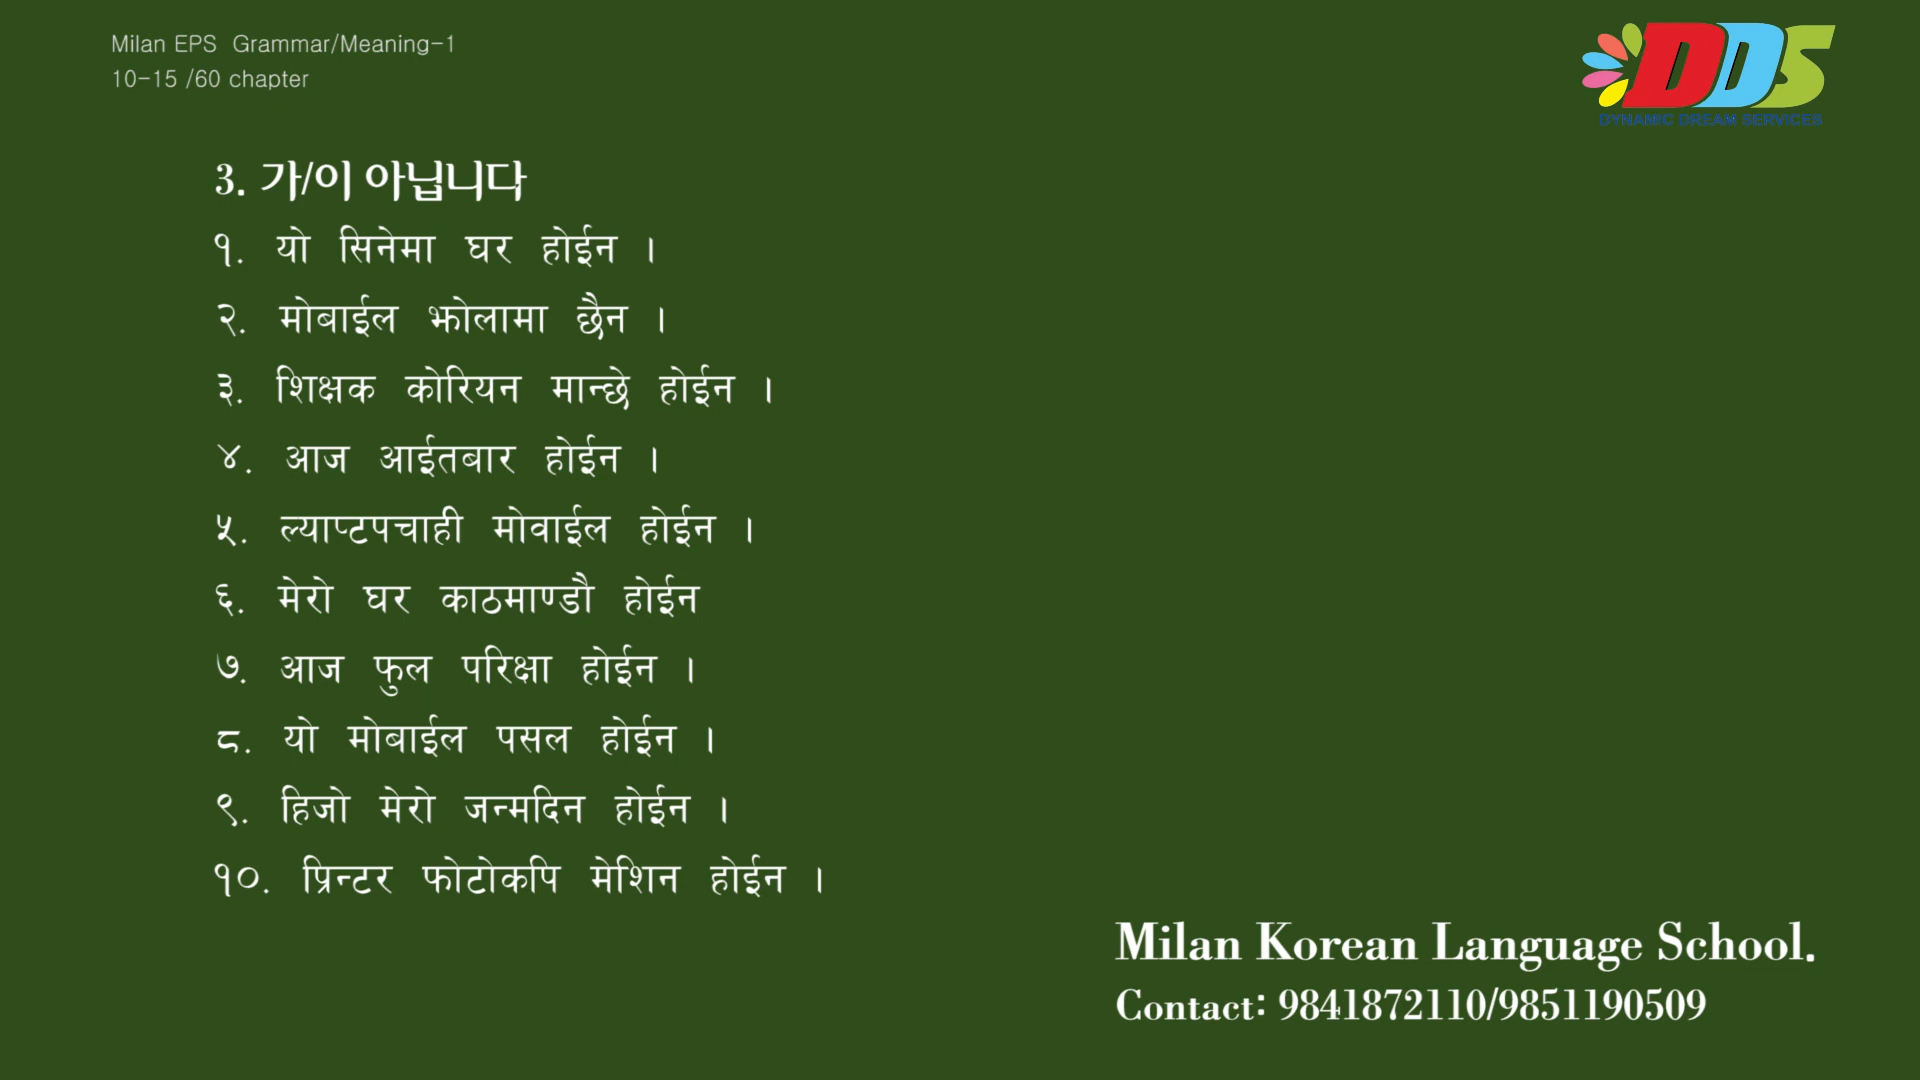 Milan EPS Grammar/Meaning-1
10-15 /60 chapter
DDS
DYNAMIC DREAM SERVICES
3. 가/이 아닙니다
१. यो सिनेमा घर होईन ।
२. मोबाईल झोलामा छैन ।
३. शिक्षक कोरियन मान्छे होईन ।
४. आज आईतबार होईन ।
५. ल्याप्टपचाही मोवाईल होईन ।
६. मेरो घर काठमाण्डौ होईन
७. आज फुल परिक्षा होईन ।
८. यो मोबाईल पसल होईन ।
९. हिजो मेरो जन्मदिन होईन ।
१०. प्रिन्टर फोटोकपि मेशिन होईन ।
Milan Korean Language School.
Contact: 9841872110/9851190509